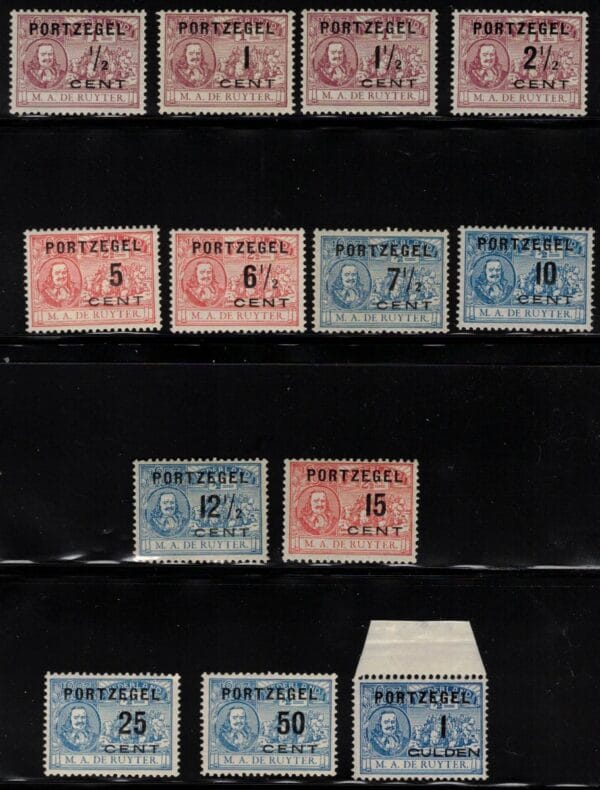 PORTZEGEL
½
CENT
M. A. DE RUYTER.
PORTZEGEL
1
CENT
M. A. DE RUYTER.
PORTZEGEL
1½
CENT
M. A. DE RUYTER.
PORTZEGEL
2½
CENT
M. A. DE RUYTER.
PORTZEGEL
5
CENT
M. A. DE RUYTER.
PORTZEGEL
6½
CENT
M. A. DE RUYTER.
PORTZEGEL
7½
CENT
M. A. DE RUYTER.
PORTZEGEL
10
CENT
M. A. DE RUYTER.
PORTZEGEL
12½
CENT
M. A. DE RUYTER.
PORTZEGEL
15
CENT
M. A. DE RUYTER.
PORTZEGEL
25
CENT
M. A. DE RUYTER.
PORTZEGEL
50
CENT
M. A. DE RUYTER.
PORTZEGEL
1
GULDEN
M. A. DE RUYTER.